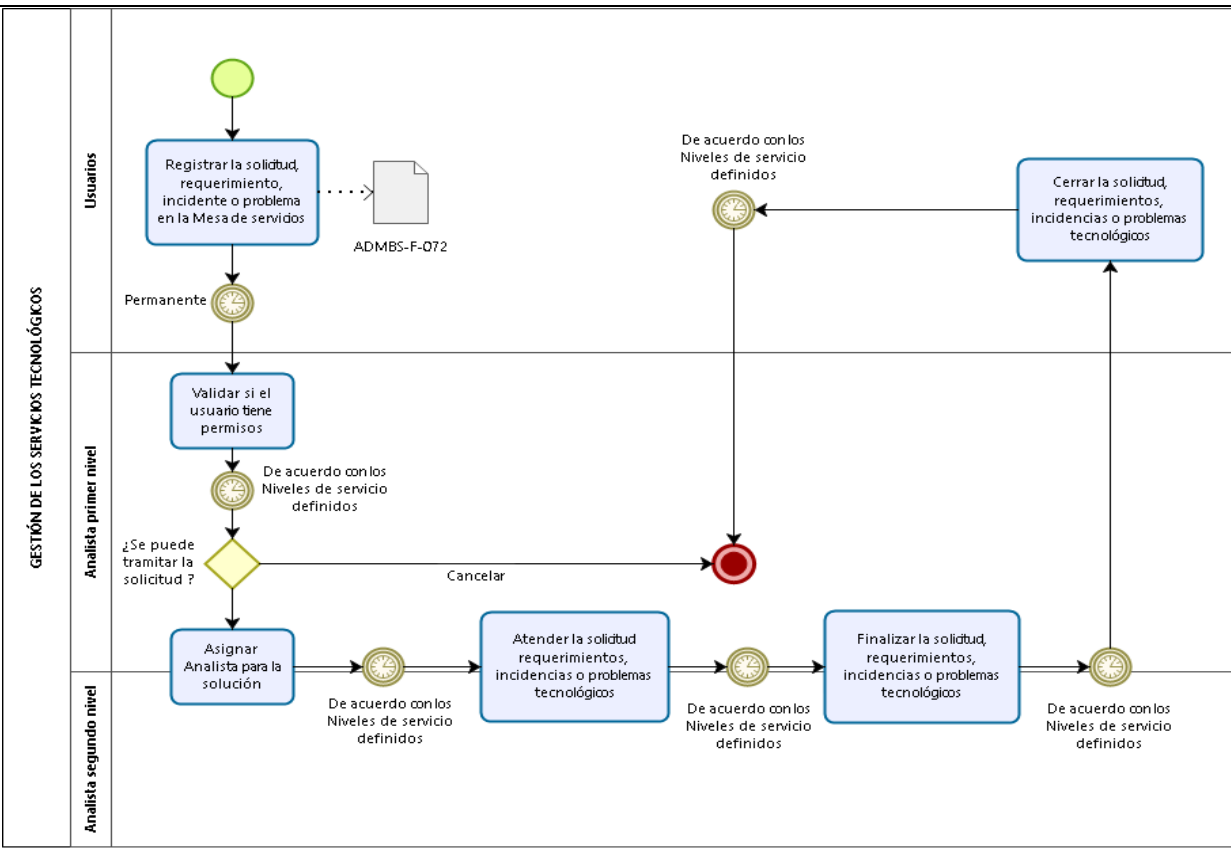 GESTIÓN DE LOS SERVICIOS TECNOLÓGICOS
Usuarios
Registrar la solicitud,
requerimiento,
incidente o problema
en la Mesa de servicios
ADMBS-F-072
Permanente
De acuerdo con los
Niveles de servicio
definidos
Cerrar la solicitud,
requerimientos,
incidencias o problemas
tecnológicos
Analista primer nivel
Validar si el
usuario tiene
permisos
De acuerdo con los
Niveles de servicio
definidos
¿Se puede
tramitar la
solicitud ?
Cancelar
Asignar
Analista para la
solución
De acuerdo con los
Niveles de servicio
definidos
Atender la solicitud
requerimientos,
incidencias o problemas
tecnológicos
De acuerdo con los
Niveles de servicio
definidos
Finalizar la solicitud,
requerimientos,
incidencias o problemas
tecnológicos
De acuerdo con los
Niveles de servicio
definidos
Analista segundo nivel